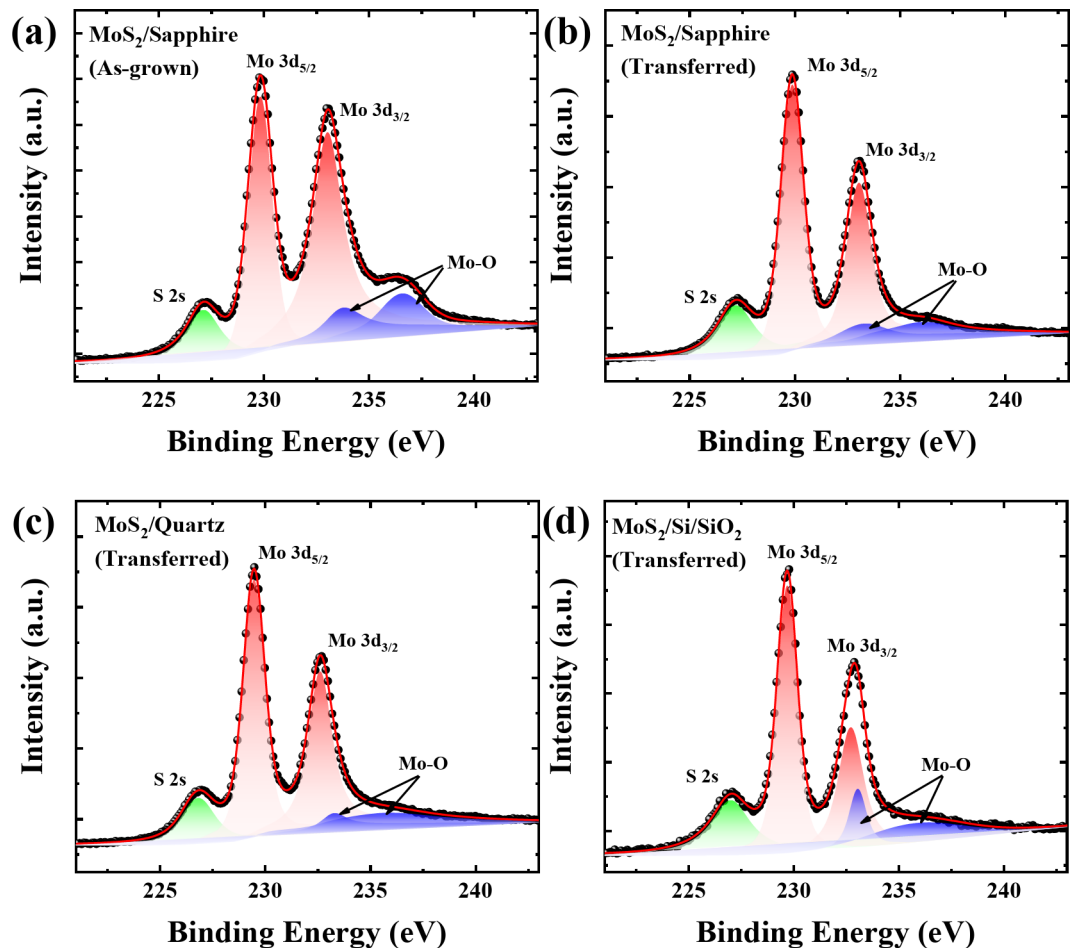 (a)
MoS₂/Sapphire
(As-grown)
Mo 3d₅/₂
Mo 3d₃/₂
S 2s
Mo-O
Intensity (a.u.)
225 230 235 240
Binding Energy (eV)
(b)
MoS₂/Sapphire
(Transferred)
Mo 3d₅/₂
Mo 3d₃/₂
S 2s
Mo-O
Intensity (a.u.)
225 230 235 240
Binding Energy (eV)
(c)
MoS₂/Quartz
(Transferred)
Mo 3d₅/₂
Mo 3d₃/₂
S 2s
Mo-O
Intensity (a.u.)
225 230 235 240
Binding Energy (eV)
(d)
MoS₂/Si/SiO₂
(Transferred)
Mo 3d₅/₂
Mo 3d₃/₂
S 2s
Mo-O
Intensity (a.u.)
225 230 235 240
Binding Energy (eV)